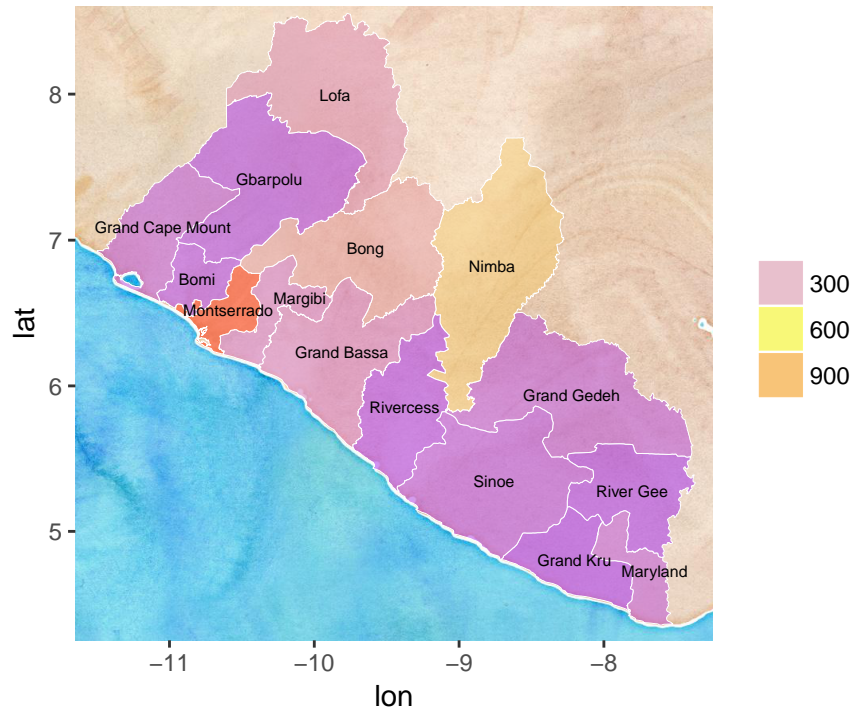 8
7
6
5
lat
Lofa
Gbarpolu
Grand Cape Mount
Bong
Nimba
Bomi
Margibi
Montserrado
Grand Bassa
Rivercess
Grand Gedeh
Sinoe
River Gee
Grand Kru
Maryland
−11
−10
−9
−8
lon
300
600
900